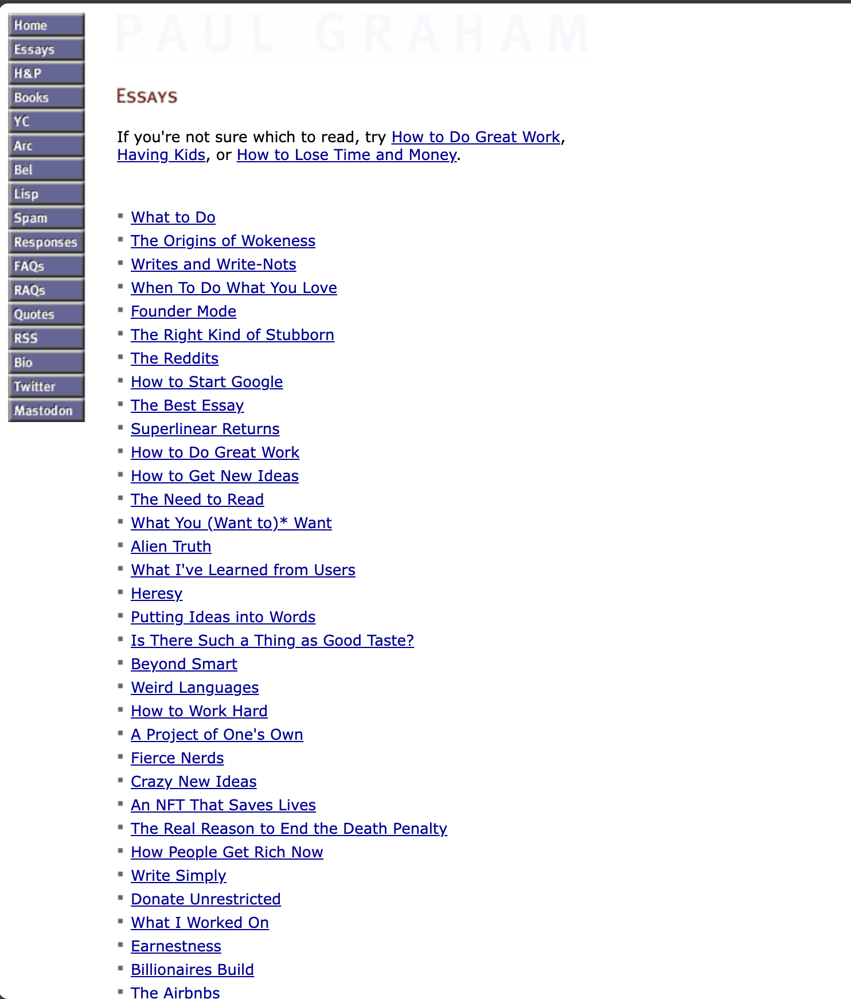 Home
Essays
H&P
Books
YC
Arc
Bel
Lisp
Spam
Responses
FAQs
RAQs
Quotes
RSS
Bio
Twitter
Mastodon
PAUL GRAHAM
ESSAYS
If you're not sure which to read, try How to Do Great Work,
Having Kids, or How to Lose Time and Money.
What to Do
The Origins of Wokeness
Writes and Write-Nots
When To Do What You Love
Founder Mode
The Right Kind of Stubborn
The Reddits
How to Start Google
The Best Essay
Superlinear Returns
How to Do Great Work
How to Get New Ideas
The Need to Read
What You (Want to)* Want
Alien Truth
What I've Learned from Users
Heresy
Putting Ideas into Words
Is There Such a Thing as Good Taste?
Beyond Smart
Weird Languages
How to Work Hard
A Project of One's Own
Fierce Nerds
Crazy New Ideas
An NFT That Saves Lives
The Real Reason to End the Death Penalty
How People Get Rich Now
Write Simply
Donate Unrestricted
What I Worked On
Earnestness
Billionaires Build
The Airbnbs